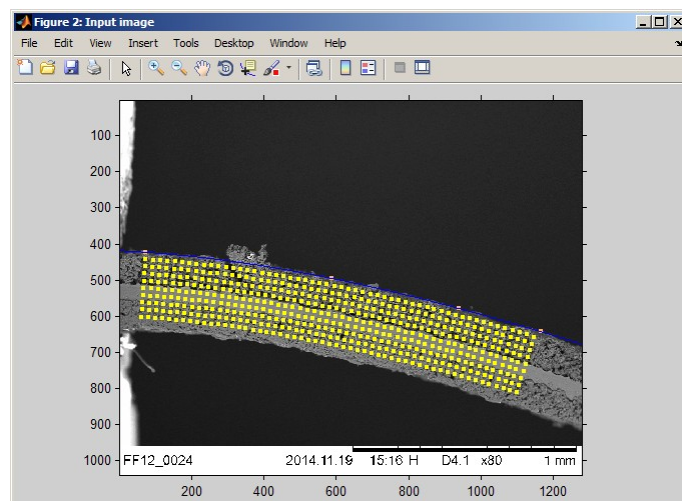 Figure 2: Input image
File Edit View Insert Tools Desktop Window Help
100
200
300
400
500
600
700
800
900
1000
FF12_0024 2014.11.19 15:16 H D4.1 x80 1 mm
200 400 600 800 1000 1200